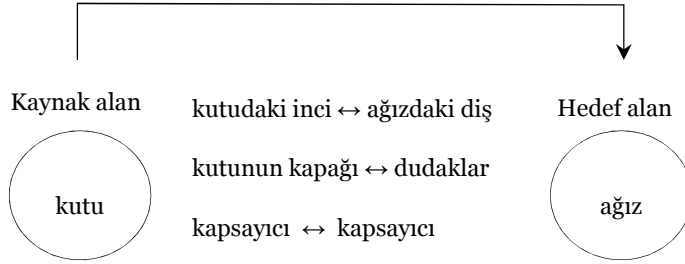 Kaynak alan
kutu
kutudaki inci ↔ ağızdaki diş
kutunun kapağı ↔ dudaklar
kapsayıcı ↔ kapsayıcı
Hedef alan
ağız